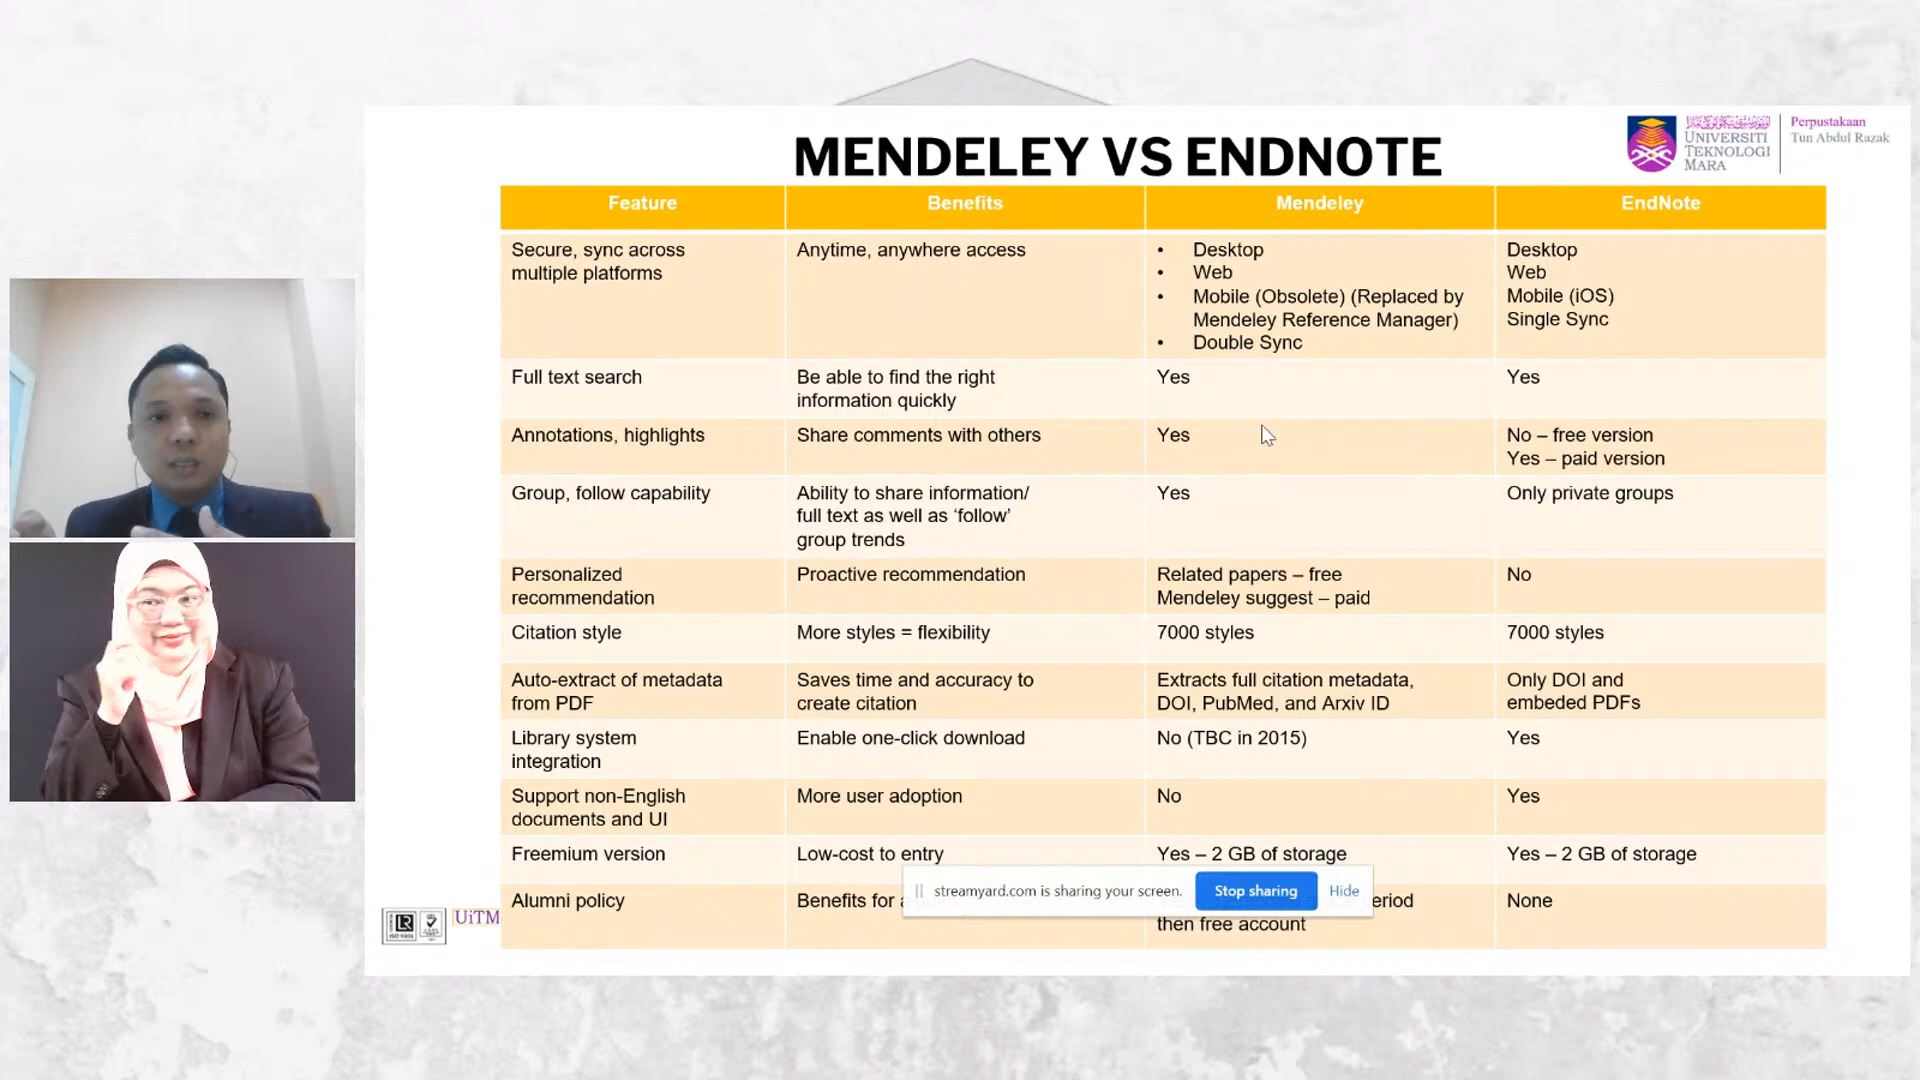 MENDELEY VS ENDNOTE
UNIVERSITI
TEKNOLOGI
MARA
Perpustakaan
Tun Abdul Razak
Feature
Benefits
Mendeley
EndNote
Secure, sync across
multiple platforms
Anytime, anywhere access
• Desktop
• Web
• Mobile (Obsolete) (Replaced by
Mendeley Reference Manager)
• Double Sync
Desktop
Web
Mobile (iOS)
Single Sync
Full text search
Be able to find the right
information quickly
Yes
Yes
Annotations, highlights
Share comments with others
Yes
No – free version
Yes – paid version
Group, follow capability
Ability to share information/
full text as well as ‘follow’
group trends
Yes
Only private groups
Personalized
recommendation
Proactive recommendation
Related papers – free
Mendeley suggest – paid
No
Citation style
More styles = flexibility
7000 styles
7000 styles
Auto-extract of metadata
from PDF
Saves time and accuracy to
create citation
Extracts full citation metadata,
DOI, PubMed, and Arxiv ID
Only DOI and
embeded PDFs
Library system
integration
Enable one-click download
No (TBC in 2015)
Yes
Support non-English
documents and UI
More user adoption
No
Yes
Freemium version
Low-cost to entry
Yes – 2 GB of storage
Yes – 2 GB of storage
Alumni policy
Benefits for
then free account
None
streamyard.com is sharing your screen.
Stop sharing
Hide
LR
UiTM